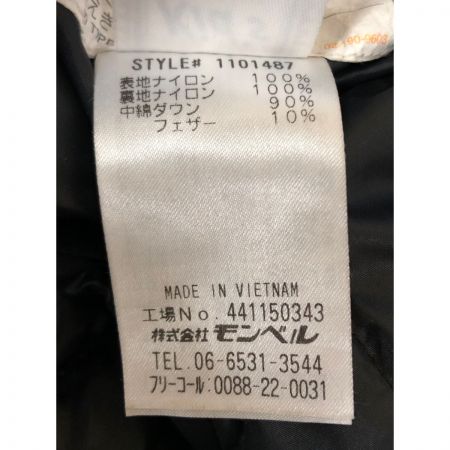 STYLE# 1101487
表地ナイロン 100%
裏地ナイロン 100%
中綿ダウン 90%
フェザー 10%
MADE IN VIETNAM
工場No. 441150343
株式会社 モンベル
TEL. 06-6531-3544
フリーコール:0088-22-0031